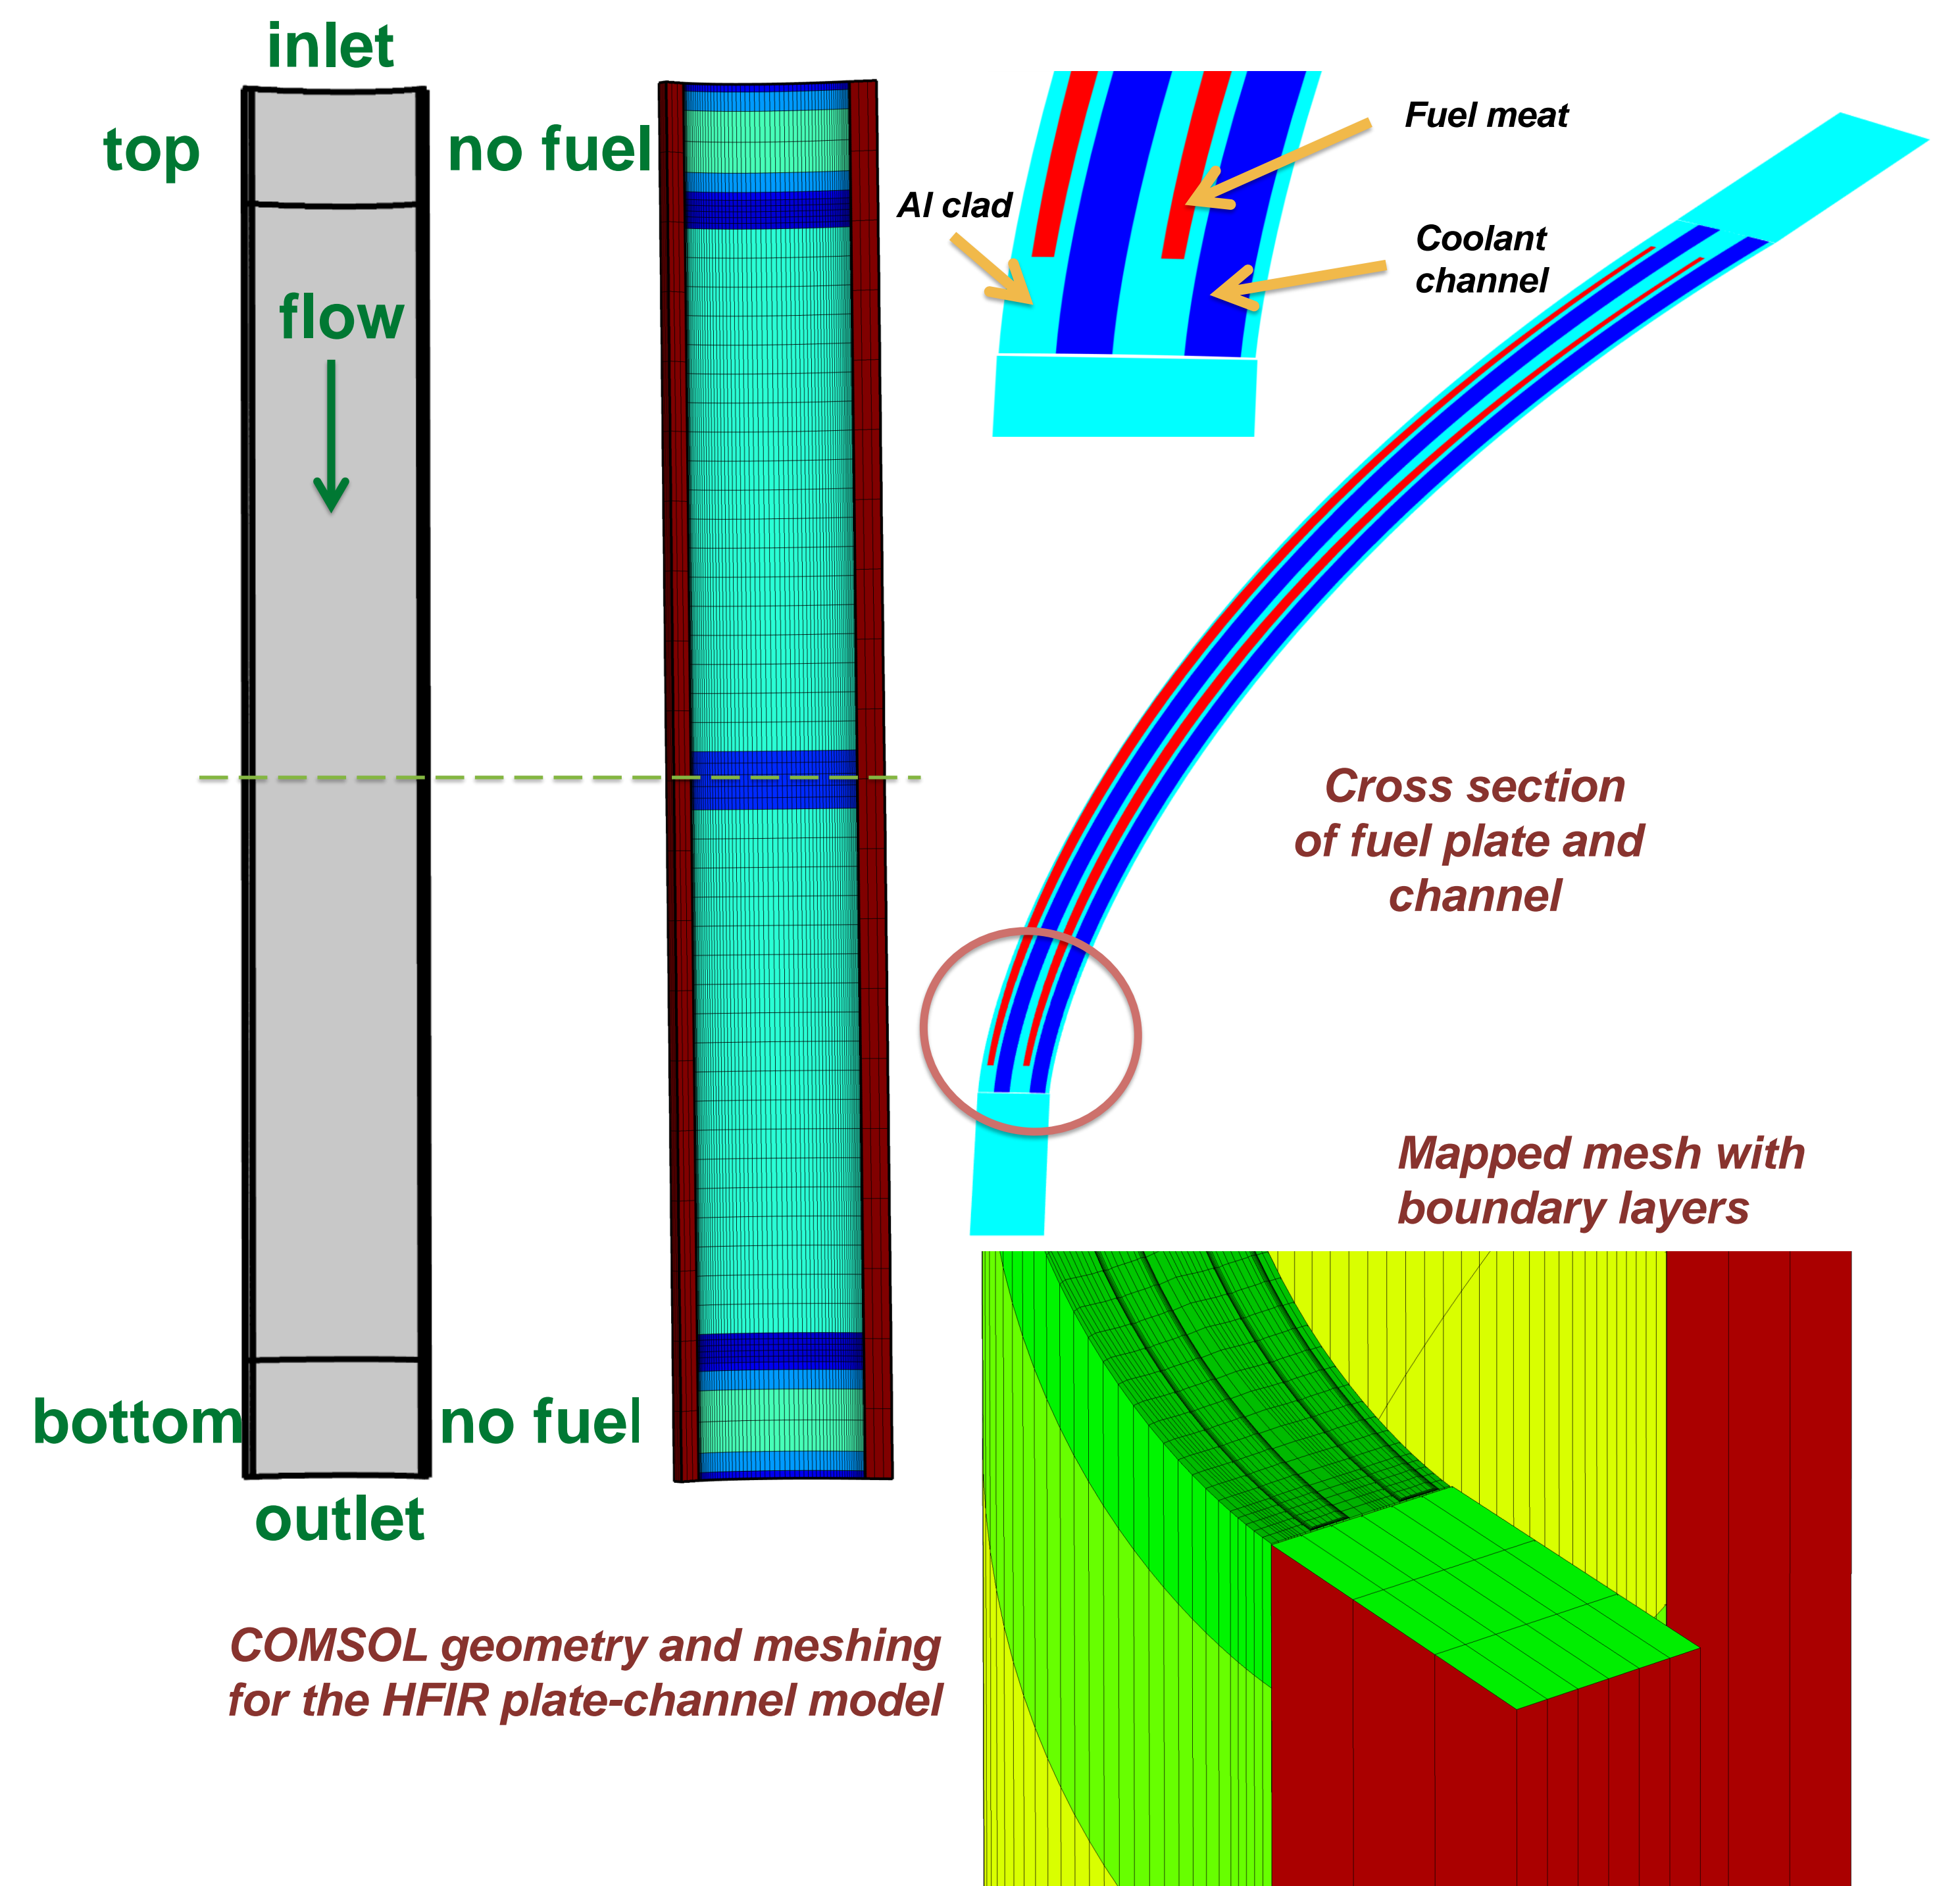 inlet
top
no fuel
flow
bottom
no fuel
outlet
Fuel meat
Al clad
Coolant
channel
Cross section
of fuel plate and
channel
Mapped mesh with
boundary layers
COMSOL geometry and meshing
for the HFIR plate-channel model